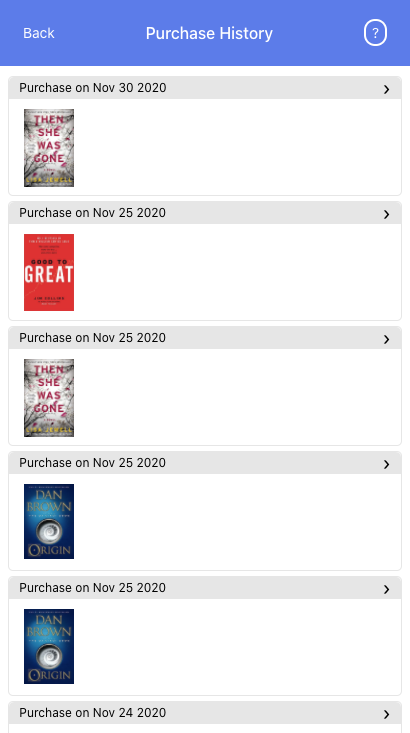 Back
Purchase History
?
Purchase on Nov 30 2020
THEN
SHE
WAS
GONE
LISA JEWELL
Purchase on Nov 25 2020
GOOD TO
GREAT
JIM COLLINS
Purchase on Nov 25 2020
THEN
SHE
WAS
GONE
LISA JEWELL
Purchase on Nov 25 2020
DAN
BROWN
ORIGIN
Purchase on Nov 25 2020
DAN
BROWN
ORIGIN
Purchase on Nov 24 2020